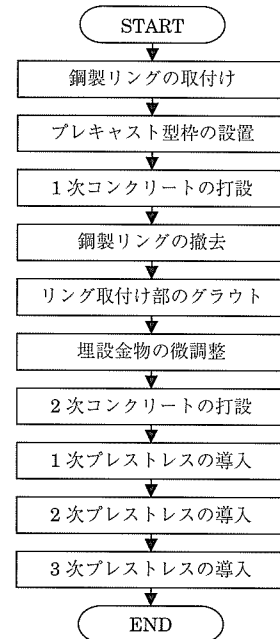 START
鋼製リングの取付け
プレキャスト型枠の設置
1次コンクリートの打設
鋼製リングの撤去
リング取付け部のグラウト
埋設金物の微調整
2次コンクリートの打設
1次プレストレスの導入
2次プレストレスの導入
3次プレストレスの導入
END